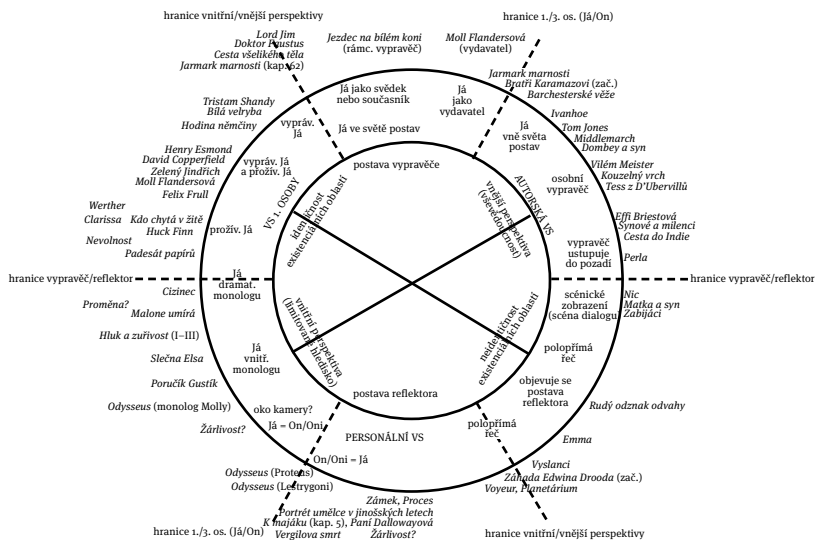 hranice vnitřní/vnější perspektivy
hranice 1./3. os. (Já/On)
Lord Jim
Doktor Faustus
Cesta všelikého těla
Jarmark marnosti (kap. 62)
Jezdec na bílém koni
(rámc. vypravěč)
Moll Flandersová
(vydavatel)
Jarmark marnosti
Bratři Karamazovi (zač.)
Barchesterské věže
Tristam Shandy
Bílá velryba
Hodina němčiny
Já jako svědek
nebo současník
Já
jako
vydavatel
Ivanhoe
Tom Jones
Middlemarch
Dombey a syn
vypráv.
Já
Já ve světě postav
Já
vně světa
postav
Henry Esmond
David Copperfield
Zelený Jindřich
Moll Flandersová
Felix Frull
vypráv. Já
a prožív. Já
postava vypravěče
osobní
vypravěč
Vilém Meister
Kouzelný vrch
Tess z D’Ubervillů
VS 1. OSOBY
identičnost
existenciálních oblastí
vnější perspektiva
(vševědoucnost)
AUTORSKÁ VS
Werther
Clarissa
Kdo chytá v žitě
Huck Finn
Nevolnost
Padesát papírů
prožív. Já
vypravěč
ustupuje
do pozadí
Effi Briestová
Synové a milenci
Cesta do Indie
Perla
hranice vypravěč/reflektor
hranice vypravěč/reflektor
Já
dramat.
monologu
Cizinec
Proměna?
Malone umírá
Hluk a zuřivost (I–III)
Slečna Elsa
Poručík Gustík
Odysseus (monolog Molly)
Žárlivost?
vnitřní perspektiva
(limitované hledisko)
neidentičnost
existenciálních oblastí
scénické
zobrazení
(scéna dialogu)
Nic
Matka a syn
Zabijáci
Já
vnitř.
monologu
polopřímá
řeč
objevuje se
postava
reflektora
Rudý odznak odvahy
postava reflektora
oko kamery?
Já = On/Oni
PERSONÁLNÍ VS
polopřímá
řeč
Emma
On/Oni = Já
Vyslanci
Záhada Edwina Drooda (zač.)
Voyeur, Planetárium
Odysseus (Proteus)
Odysseus (Lestrygoni)
Zámek, Proces
Portrét umělce v jinošských letech
K majáku (kap. 5), Paní Dallowayová
Vergilova smrt
Žárlivost?
hranice 1./3. os. (Já/On)
hranice vnitřní/vnější perspektivy